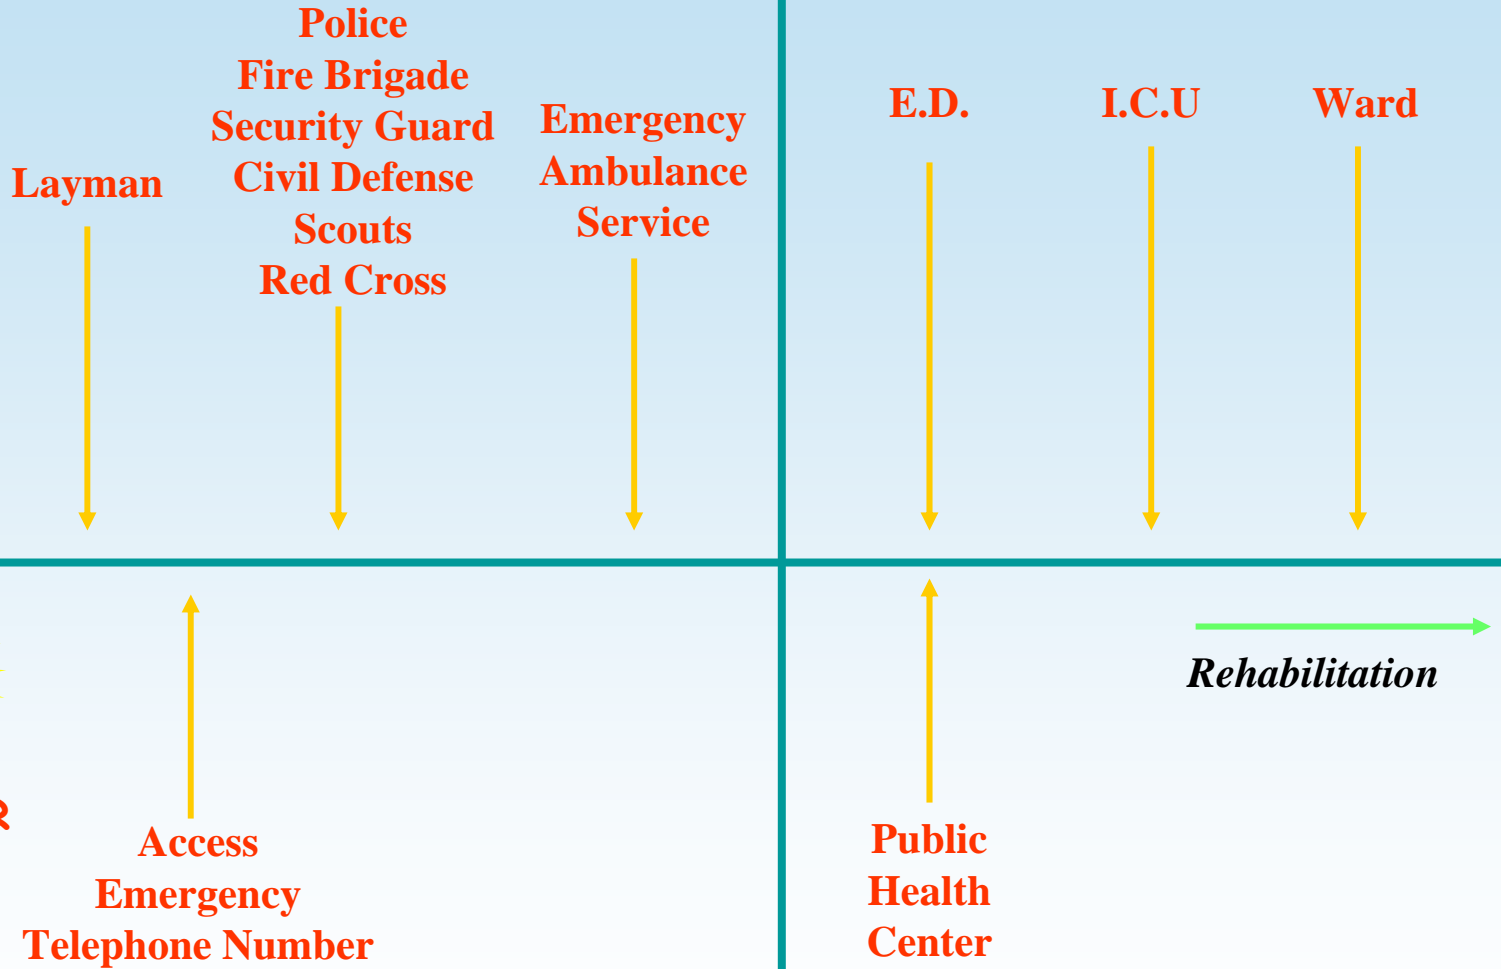 Layman
Police
Fire Brigade
Security Guard
Civil Defense
Scouts
Red Cross
Emergency
Ambulance
Service
E.D.
I.C.U
Ward
Access
Emergency
Telephone Number
Public
Health
Center
Rehabilitation